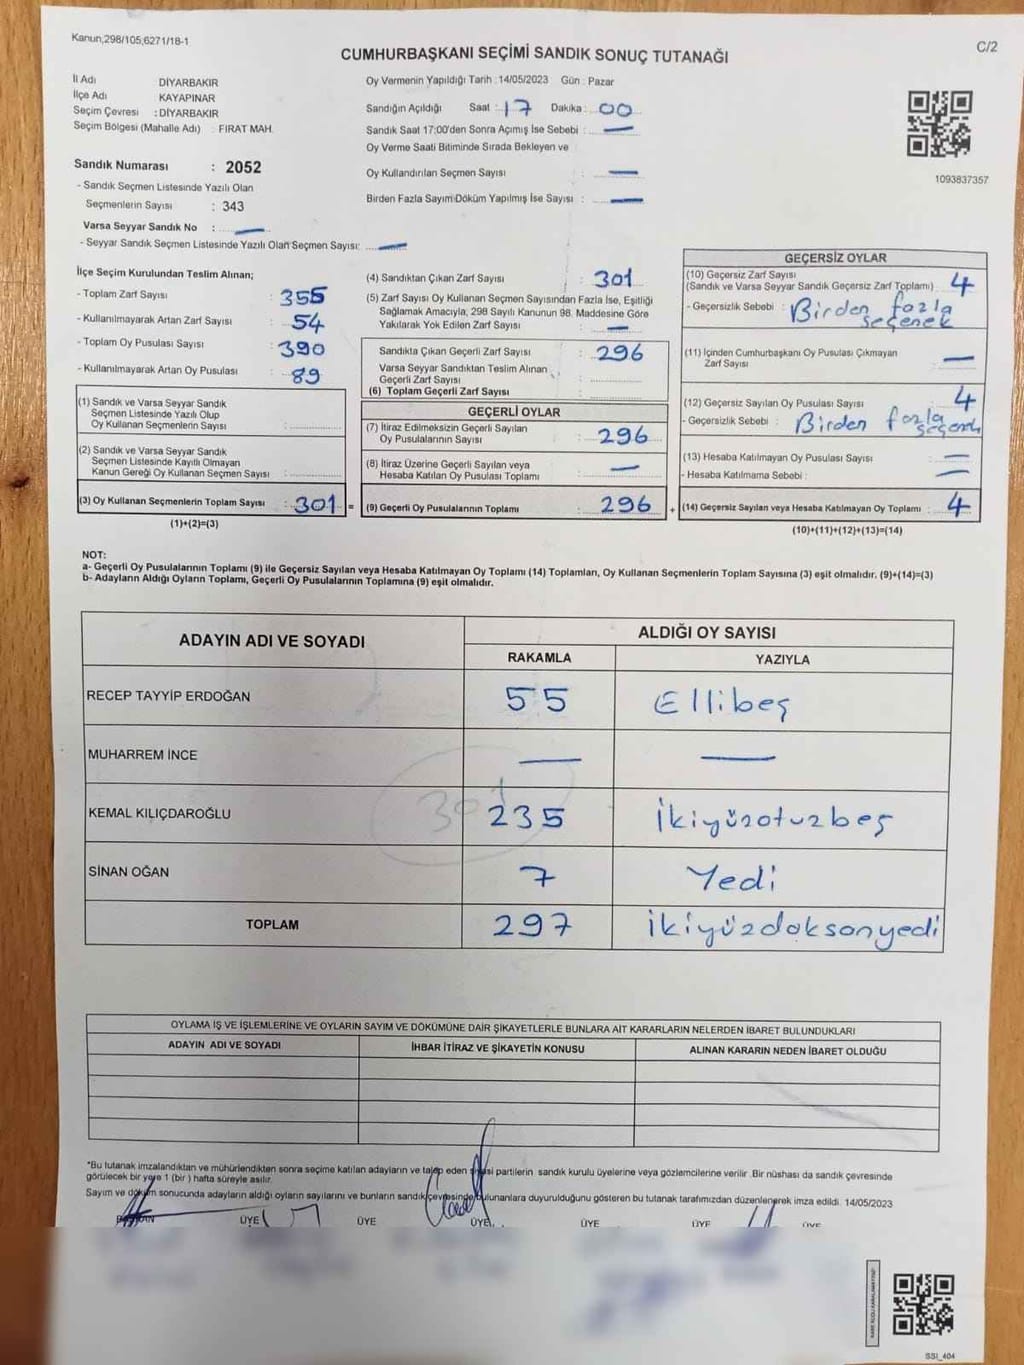 Kanun;298/105;6271/18-1
C/2
CUMHURBAŞKANI SEÇİMİ SANDIK SONUÇ TUTANAĞI
İl Adı DİYARBAKIR
İlçe Adı KAYAPINAR
Seçim Çevresi : DİYARBAKIR
Seçim Bölgesi (Mahalle Adı) : FIRAT MAH.
Oy Vermenin Yapıldığı Tarih : 14/05/2023 Gün : Pazar
Sandığın Açıldığı Saat : 17 Dakika : 00
Sandık Saat 17:00'den Sonra Açımış İse Sebebi : —
Oy Verme Saati Bitiminde Sırada Bekleyen ve
Oy Kullandırılan Seçmen Sayısı : —
Birden Fazla Sayım Döküm Yapılmış İse Sayısı : —
1093837357
Sandık Numarası : 2052
- Sandık Seçmen Listesinde Yazılı Olan
Seçmenlerin Sayısı : 343
Varsa Seyyar Sandık No : —
- Seyyar Sandık Seçmen Listesinde Yazılı Olan Seçmen Sayısı: —
İlçe Seçim Kurulundan Teslim Alınan;
- Toplam Zarf Sayısı : 355
- Kullanılmayarak Artan Zarf Sayısı : 54
- Toplam Oy Pusulası Sayısı : 390
- Kullanılmayarak Artan Oy Pusulası : 89
(1) Sandık ve Varsa Seyyar Sandık
Seçmen Listesinde Yazılı Olup
Oy Kullanan Seçmenlerin Sayısı :
(2) Sandık ve Varsa Seyyar Sandık
Seçmen Listesinde Kayıtlı Olmayan
Kanun Gereği Oy Kullanan Seçmen Sayısı :
(3) Oy Kullanan Seçmenlerin Toplam Sayısı : 301 =
(1)+(2)=(3)
(4) Sandıktan Çıkan Zarf Sayısı : 301
(5) Zarf Sayısı Oy Kullanan Seçmen Sayısından Fazla İse, Eşitliği
Sağlamak Amacıyla, 298 Sayılı Kanunun 98. Maddesine Göre
Yakılarak Yok Edilen Zarf Sayısı : —
Sandıkta Çıkan Geçerli Zarf Sayısı : 296
Varsa Seyyar Sandıktan Teslim Alınan
Geçerli Zarf Sayısı :
(6) Toplam Geçerli Zarf Sayısı :
GEÇERLİ OYLAR
(7) İtiraz Edilmeksizin Geçerli Sayılan
Oy Pusulalarının Sayısı : 296
(8) İtiraz Üzerine Geçerli Sayılan veya
Hesaba Katılan Oy Pusulası Toplamı : —
(9) Geçerli Oy Pusulalarının Toplamı : 296 +
GEÇERSİZ OYLAR
(10) Geçersiz Zarf Sayısı
(Sandık ve Varsa Seyyar Sandık Geçersiz Zarf Toplamı) : 4
- Geçersizlik Sebebi : Birden fazla
seçenek
(11) İçinden Cumhurbaşkanı Oy Pusulası Çıkmayan
Zarf Sayısı : —
(12) Geçersiz Sayılan Oy Pusulası Sayısı : 4
- Geçersizlik Sebebi : Birden fazla
(13) Hesaba Katılmayan Oy Pusulası Sayısı : —
- Hesaba Katılmama Sebebi : —
(14) Geçersiz Sayılan veya Hesaba Katılmayan Oy Toplamı : 4
(10)+(11)+(12)+(13)=(14)
NOT:
a- Geçerli Oy Pusulalarının Toplamı (9) ile Geçersiz Sayılan veya Hesaba Katılmayan Oy Toplamı (14) Toplamları, Oy Kullanan Seçmenlerin Toplam Sayısına (3) eşit olmalıdır. (9)+(14)=(3)
b- Adayların Aldığı Oyların Toplamı, Geçerli Oy Pusulalarının Toplamına (9) eşit olmalıdır.
ADAYIN ADI VE SOYADI
ALDIĞI OY SAYISI
RAKAMLA YAZIYLA
RECEP TAYYİP ERDOĞAN 55 Ellibeş
MUHARREM İNCE — —
301
KEMAL KILIÇDAROĞLU 235 İkiyüzotuzbeş
SİNAN OĞAN 7 Yedi
TOPLAM 297 İkiyüzdoksanyedi
OYLAMA İŞ VE İŞLEMLERİNE VE OYLARIN SAYIM VE DÖKÜMÜNE DAİR ŞİKAYETLERLE BUNLARA AİT KARARLARIN NELERDEN İBARET BULUNDUKLARI
ADAYIN ADI VE SOYADI İHBAR İTİRAZ VE ŞİKAYETİN KONUSU ALINAN KARARIN NEDEN İBARET OLDUĞU
*Bu tutanak imzalandıktan ve mühürlendikten sonra seçime katılan adayların ve talep eden siyasi partilerin sandık kurulu üyelerine veya gözlemcilerine verilir .Bir nüshası da sandık çevresinde
görülecek bir yere 1 (bir ) hafta süreyle asılır.
Sayım ve döküm sonucunda adayların aldığı oyların sayılarını ve bunların sandık çevresinde bulunanlara duyurulduğunu gösteren bu tutanak tarafımızdan düzenlenerek imza edildi. 14/05/2023
ÜYE ÜYE ÜYE ÜYE ÜYE ÜYE
SSI_404